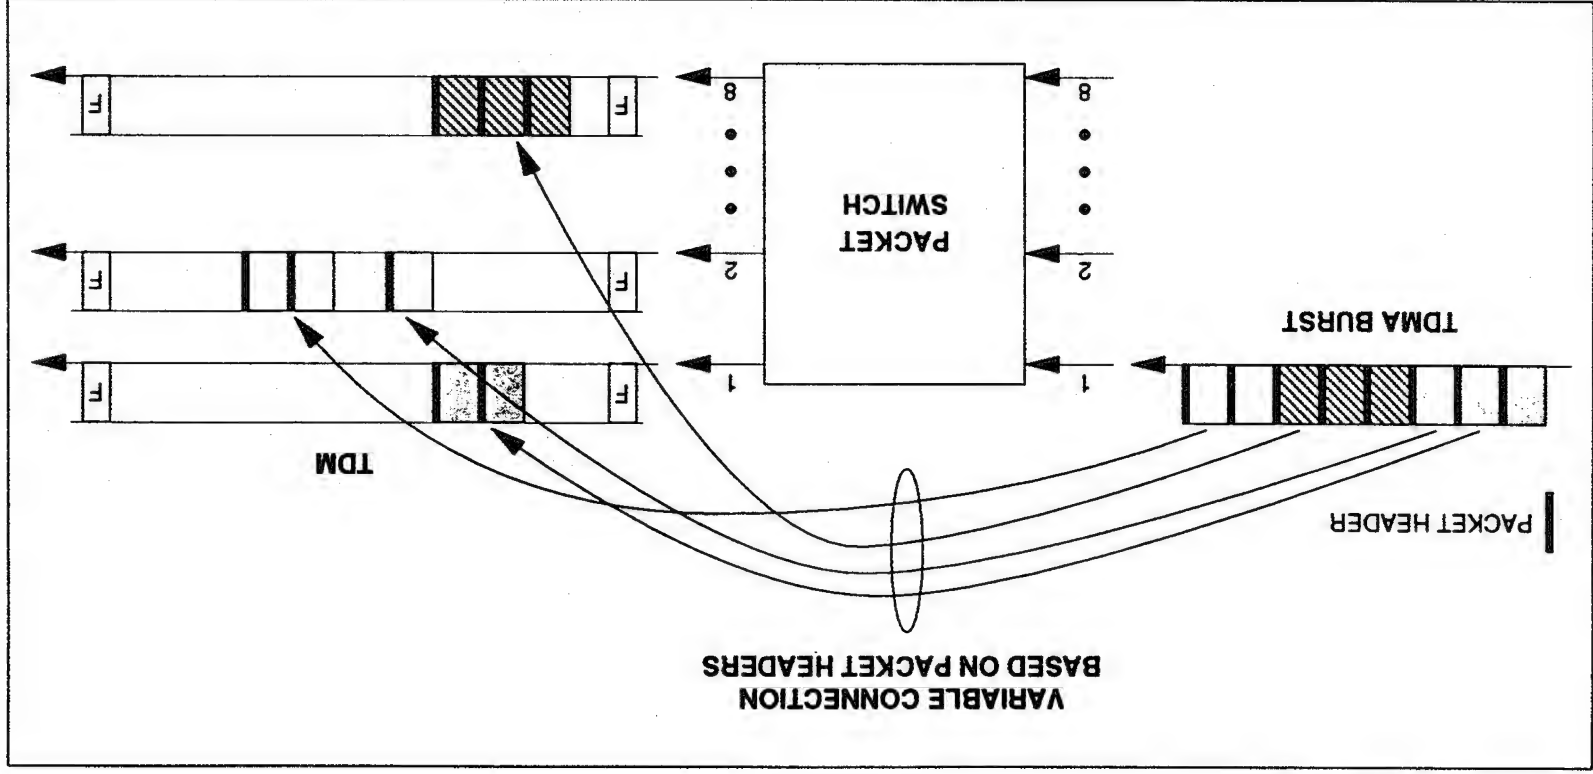 VARIABLE CONNECTION
BASED ON PACKET HEADERS
PACKET HEADER
TDM
1
1
F
F
TDMA BURST
2
PACKET
SWITCH
2
F
F
8
8
F
F